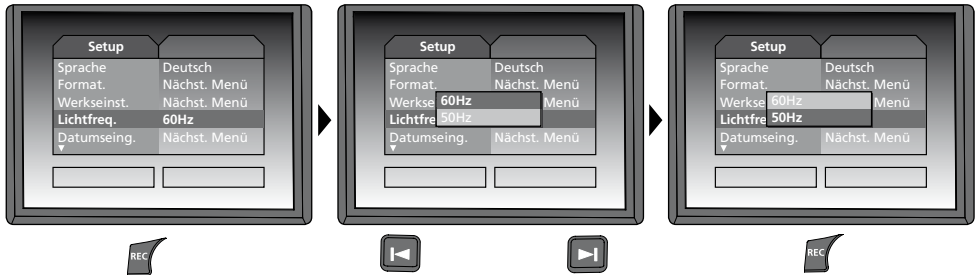 Setup
Sprache Deutsch
Format. Nächst. Menü
Werkseinst. Nächst. Menü
Lichtfreq. 60Hz
Datumseing. Nächst. Menü
REC
Setup
Sprache Deutsch
Format. Nächst. Menü
Werkse 60Hz Menü
Lichtfre 50Hz
Datumseing. Nächst. Menü
Setup
Sprache Deutsch
Format. Nächst. Menü
Werkse 60Hz Menü
Lichtfre 50Hz
Datumseing. Nächst. Menü
REC